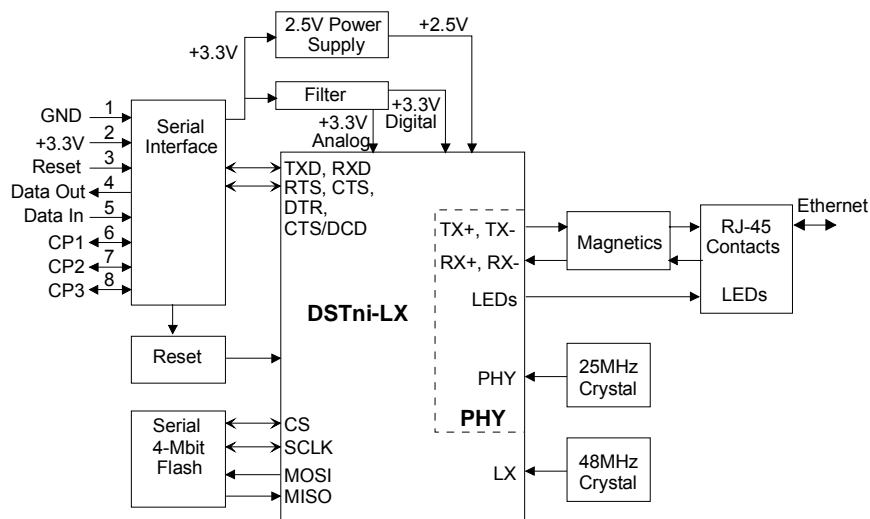 2.5V Power
Supply
+2.5V
+3.3V
Filter
+3.3V
Digital
+3.3V
Analog
GND
1
+3.3V
2
Reset
3
Data Out
4
Data In
5
CP1
6
CP2
7
CP3
8
Serial
Interface
TXD, RXD
RTS, CTS,
DTR,
CTS/DCD
TX+, TX-
RX+, RX-
LEDs
Magnetics
RJ-45
Contacts
LEDs
Ethernet
DSTni-LX
Reset
PHY
PHY
25MHz
Crystal
Serial
4-Mbit
Flash
CS
SCLK
MOSI
MISO
LX
48MHz
Crystal